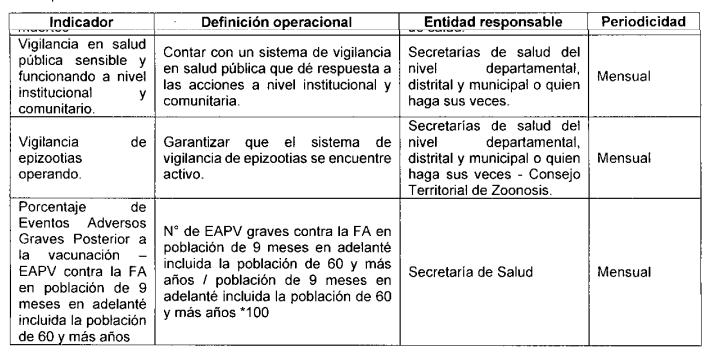 Indicador Definición operacional Entidad responsable Periodicidad
Vigilancia en salud
pública sensible y
funcionando a nivel
institucional y
comunitario.
Contar con un sistema de vigilancia
en salud pública que dé respuesta a
las acciones a nivel institucional y
comunitaria.
Secretarías de salud del
nivel departamental,
distrital y municipal o quien
haga sus veces.
Mensual
Vigilancia de
epizootias
operando.
Garantizar que el sistema de
vigilancia de epizootias se encuentre
activo.
Secretarías de salud del
nivel departamental,
distrital y municipal o quien
haga sus veces - Consejo
Territorial de Zoonosis.
Mensual
Porcentaje de
Eventos Adversos
Graves Posterior a
la vacunación –
EAPV contra la FA
en población de 9
meses en adelanté
incluida la población
de 60 y más años
N° de EAPV graves contra la FA en
población de 9 meses en adelanté
incluida la población de 60 y más
años / población de 9 meses en
adelanté incluida la población de 60
y más años *100
Secretaría de Salud
Mensual